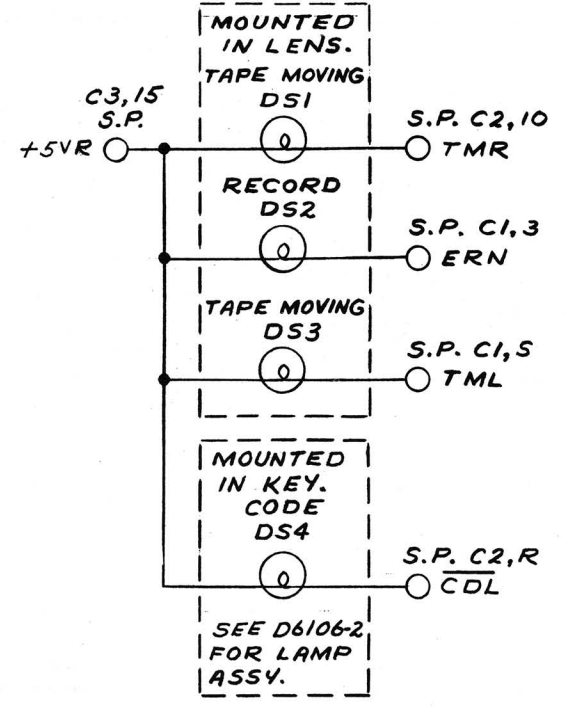 MOUNTED
IN LENS.
TAPE MOVING
DS1
C3,15
S.P.
+5VR
S.P. C2,10
TMR
RECORD
DS2
S.P. C1,3
ERN
TAPE MOVING
DS3
S.P. C1,S
TML
MOUNTED
IN KEY.
CODE
DS4
S.P. C2,R
C̅D̅L̅
SEE D6106-2
FOR LAMP
ASSY.